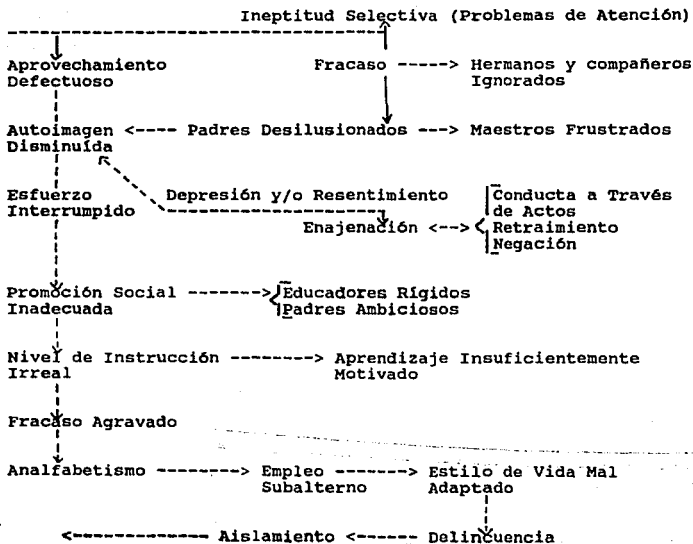 Ineptitud Selectiva (Problemas de Atención)
Aprovechamiento Fracaso -----> Hermanos y compañeros
Defectuoso Ignorados
Autoimagen <---- Padres Desilusionados ---> Maestros Frustrados
Disminuída
Esfuerzo Depresión y/o Resentimiento Conducta a Través
Interrumpido de Actos
Enajenación <--> Retraimiento
Negación
Promoción Social -------> Educadores Rígidos
Inadecuada Padres Ambiciosos
Nivel de Instrucción --------> Aprendizaje Insuficientemente
Irreal Motivado
Fracaso Agravado
Analfabetismo --------> Empleo -------> Estilo de Vida Mal
Subalterno Adaptado
<------------- Aislamiento <------ Delincuencia